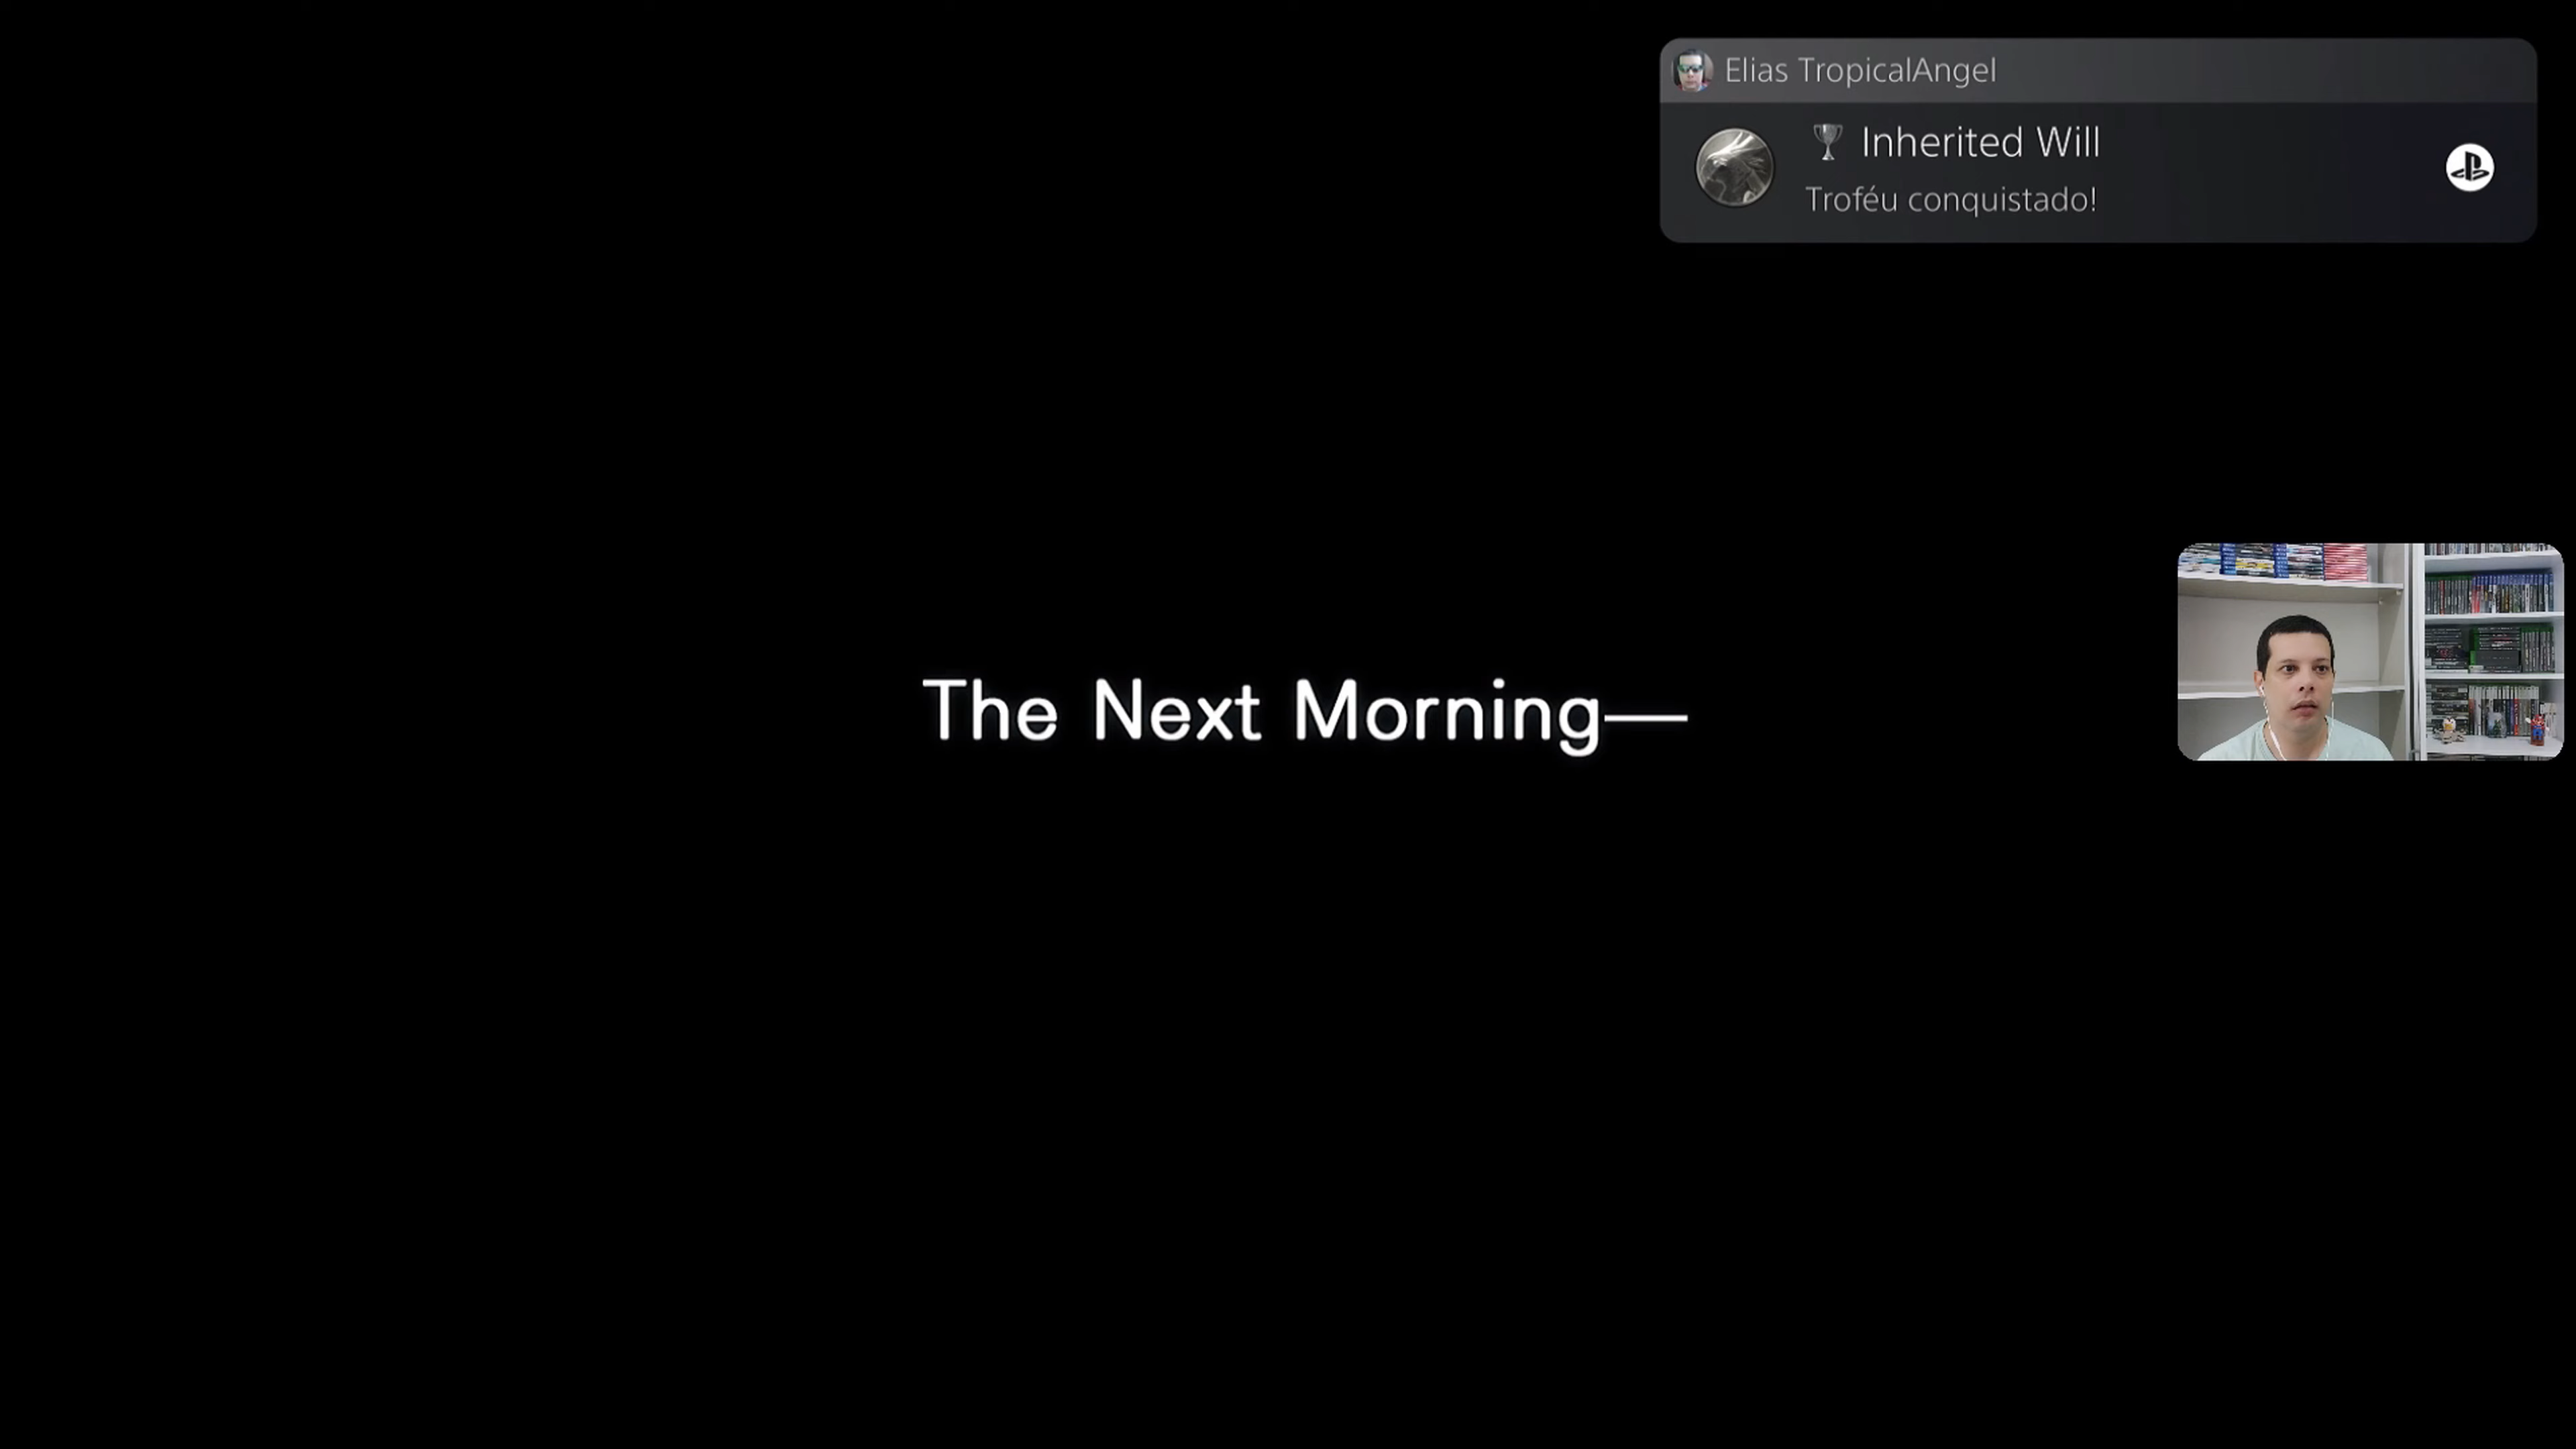 Elias TropicalAngel
Inherited Will
Troféu conquistado!
The Next Morning—